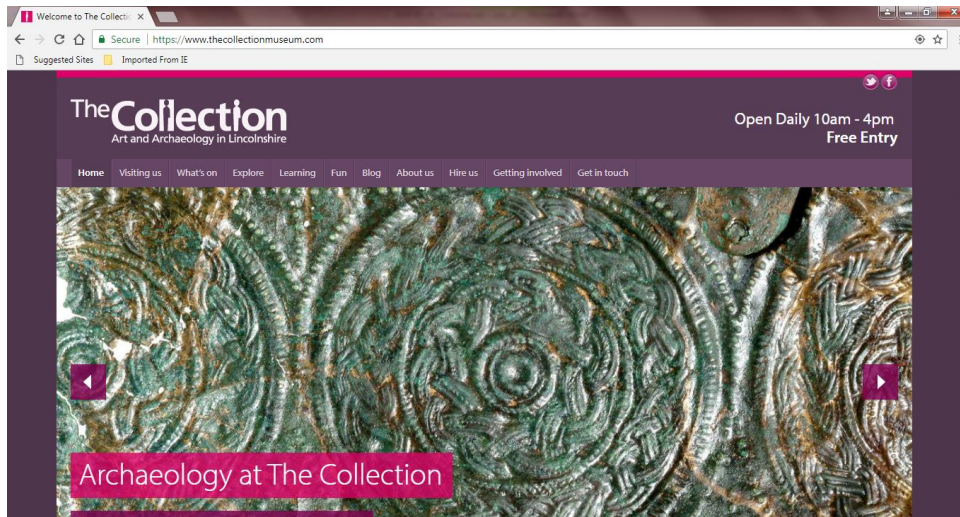 Welcome to The Collectio
Secure | https://www.thecollectionmuseum.com
Suggested Sites Imported From IE
The Collection
Art and Archaeology in Lincolnshire
Open Daily 10am - 4pm
Free Entry
Home Visiting us What's on Explore Learning Fun Blog About us Hire us Getting involved Get in touch
Archaeology at The Collection